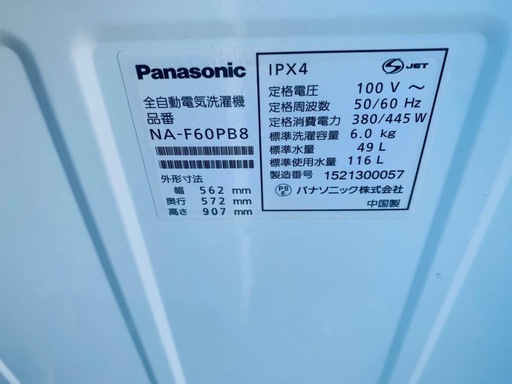 Panasonic
全自動電気洗濯機
品番
NA-F60PB8
外形寸法
幅 562 mm
奥行 572 mm
高さ 907 mm
IPX4
JET
定格電圧 100 V ～
定格周波数 50/60 Hz
定格消費電力 380/445 W
標準洗濯容量 6.0 kg
標準水量 49 L
標準使用水量 116 L
製造番号 1521300057
PS E パナソニック株式会社
中国製